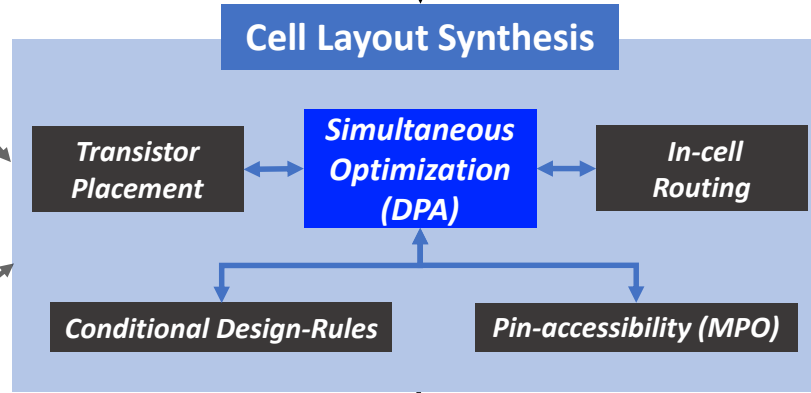 Cell Layout Synthesis
Transistor
Placement
Simultaneous
Optimization
(DPA)
In-cell
Routing
Conditional Design-Rules
Pin-accessibility (MPO)